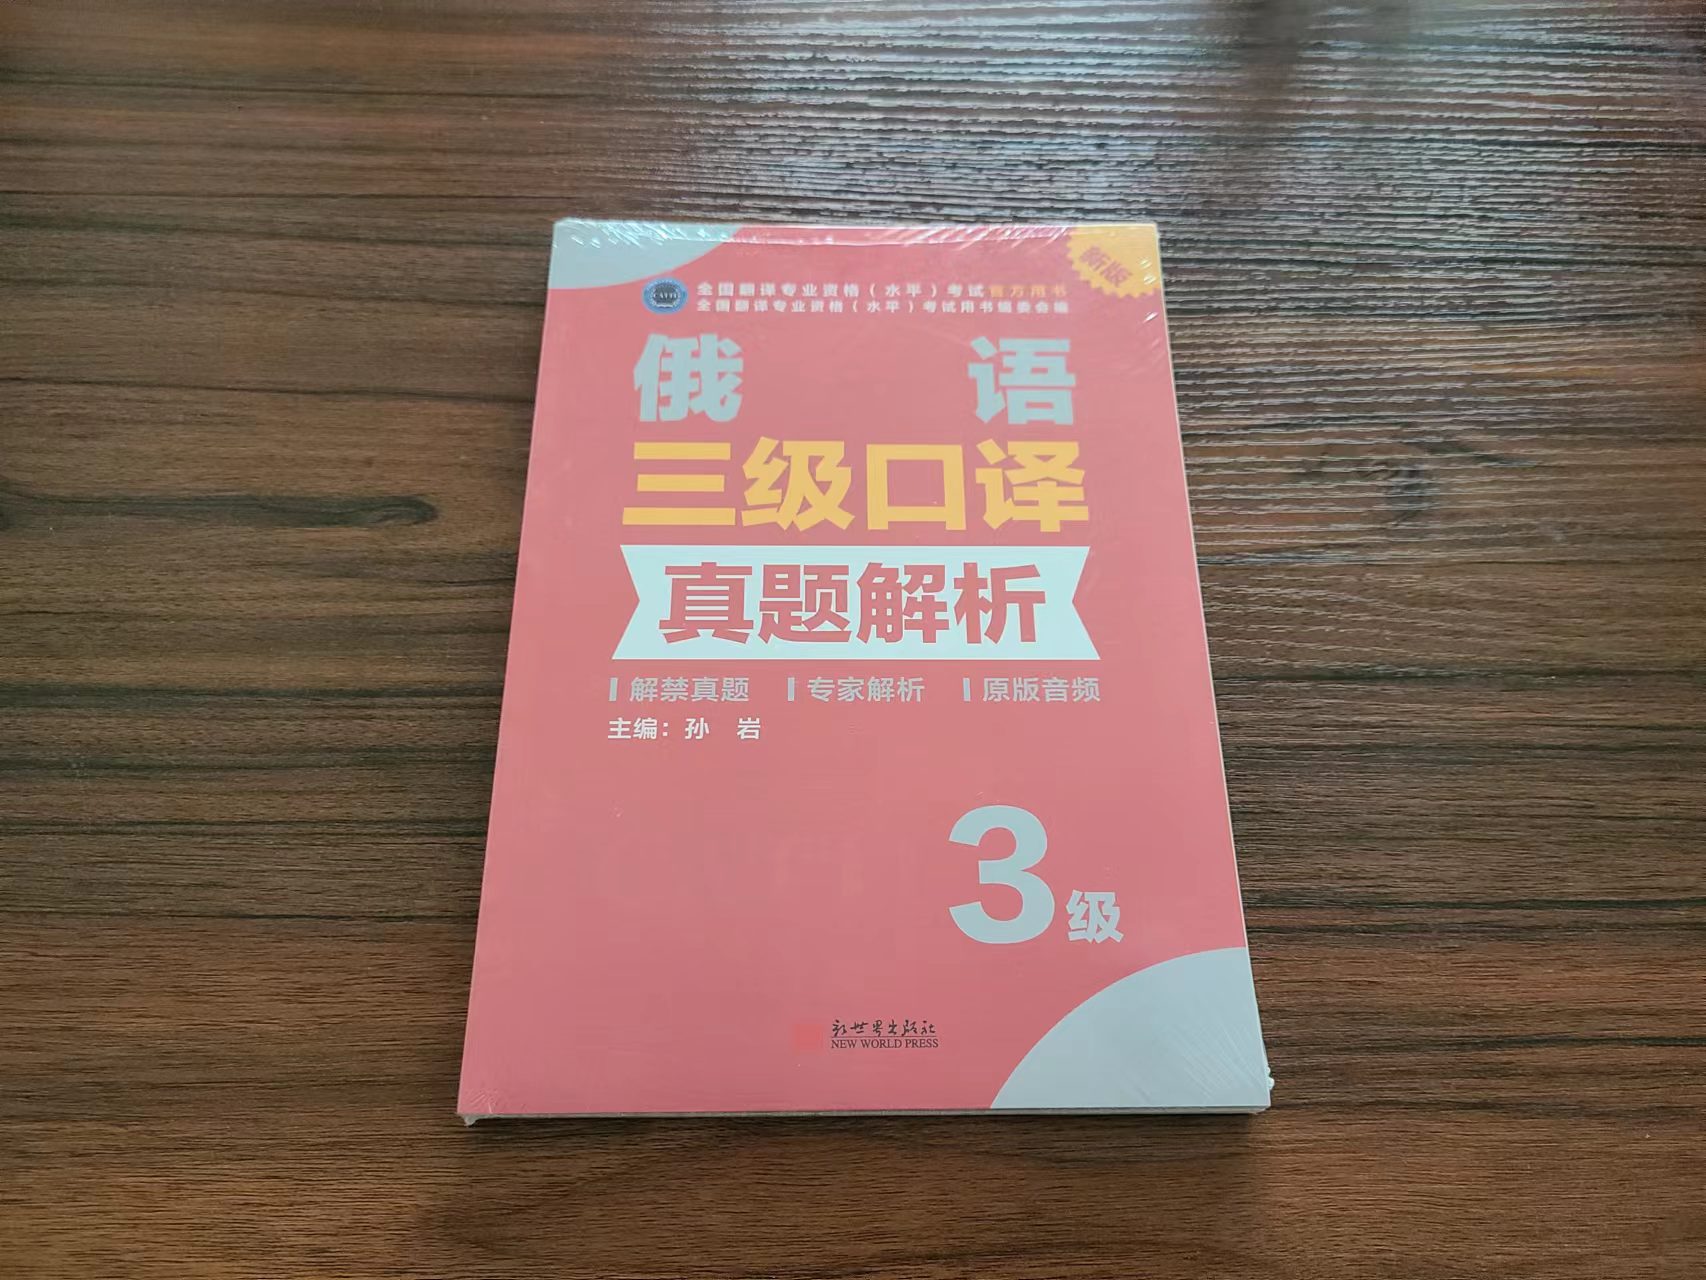 新版
CATTI
全国翻译专业资格（水平）考试官方用书
全国翻译专业资格（水平）考试用书编委会编
俄语
三级口译
真题解析
解禁真题 专家解析 原版音频
主编：孙 岩
3级
新世界出版社
NEW WORLD PRESS